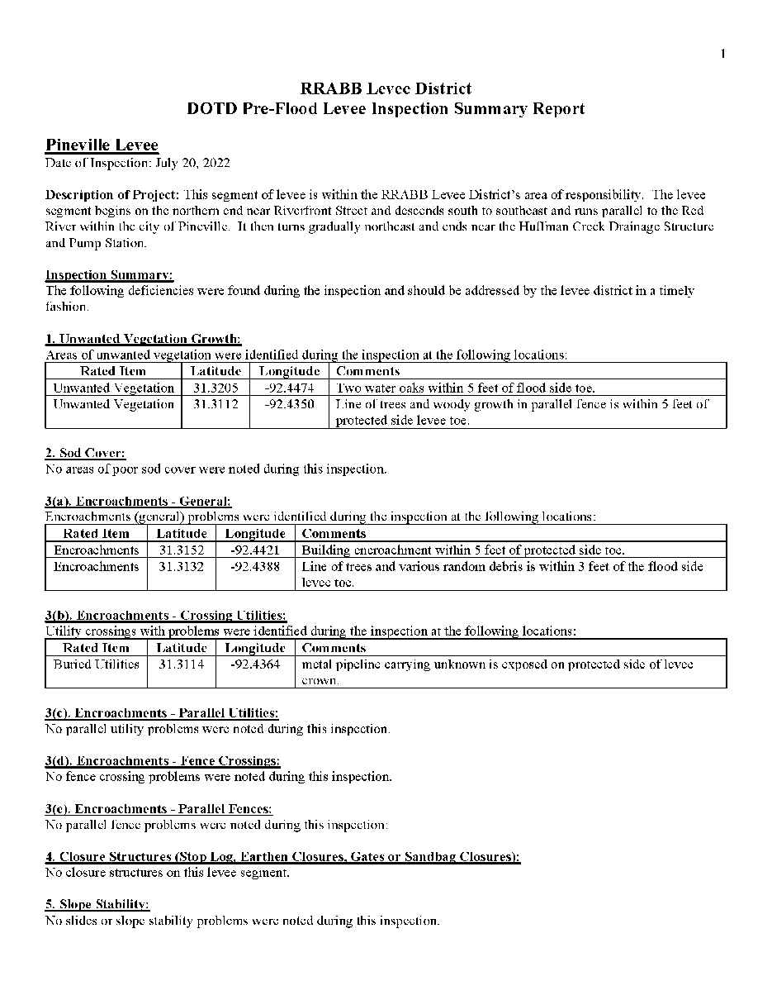 1
RRABB Levee District
DOTD Pre-Flood Levee Inspection Summary Report
Pineville Levee
Date of Inspection: July 20, 2022
Description of Project: This segment of levee is within the RRABB Levee District's area of responsibility. The levee
segment begins on the northern end near Riverfront Street and descends south to southeast and runs parallel to the Red
River within the city of Pineville. It then turns gradually northeast and ends near the Huffman Creek Drainage Structure
and Pump Station.
Inspection Summary:
The following deficiencies were found during the inspection and should be addressed by the levee district in a timely
fashion.
1. Unwanted Vegetation Growth:
Areas of unwanted vegetation were identified during the inspection at the following locations:
Rated Item Latitude Longitude Comments
Unwanted Vegetation 31.3205 -92.4474 Two water oaks within 5 feet of flood side toe.
Unwanted Vegetation 31.3112 -92.4350 Line of trees and woody growth in parallel fence is within 5 feet of
protected side levee toe.
2. Sod Cover:
No areas of poor sod cover were noted during this inspection.
3(a). Encroachments - General:
Encroachments (general) problems were identified during the inspection at the following locations:
Rated Item Latitude Longitude Comments
Encroachments 31.3152 -92.4421 Building encroachment within 5 feet of protected side toe.
Encroachments 31.3132 -92.4388 Line of trees and various random debris is within 3 feet of the flood side
levee toe.
3(b). Encroachments - Crossing Utilities:
Utility crossings with problems were identified during the inspection at the following locations:
Rated Item Latitude Longitude Comments
Buried Utilities 31.3114 -92.4364 metal pipeline carrying unknown is exposed on protected side of levee
crown.
3(c). Encroachments - Parallel Utilities:
No parallel utility problems were noted during this inspection.
3(d). Encroachments - Fence Crossings:
No fence crossing problems were noted during this inspection.
3(e). Encroachments - Parallel Fences:
No parallel fence problems were noted during this inspection:
4. Closure Structures (Stop Log, Earthen Closures, Gates or Sandbag Closures):
No closure structures on this levee segment.
5. Slope Stability:
No slides or slope stability problems were noted during this inspection.